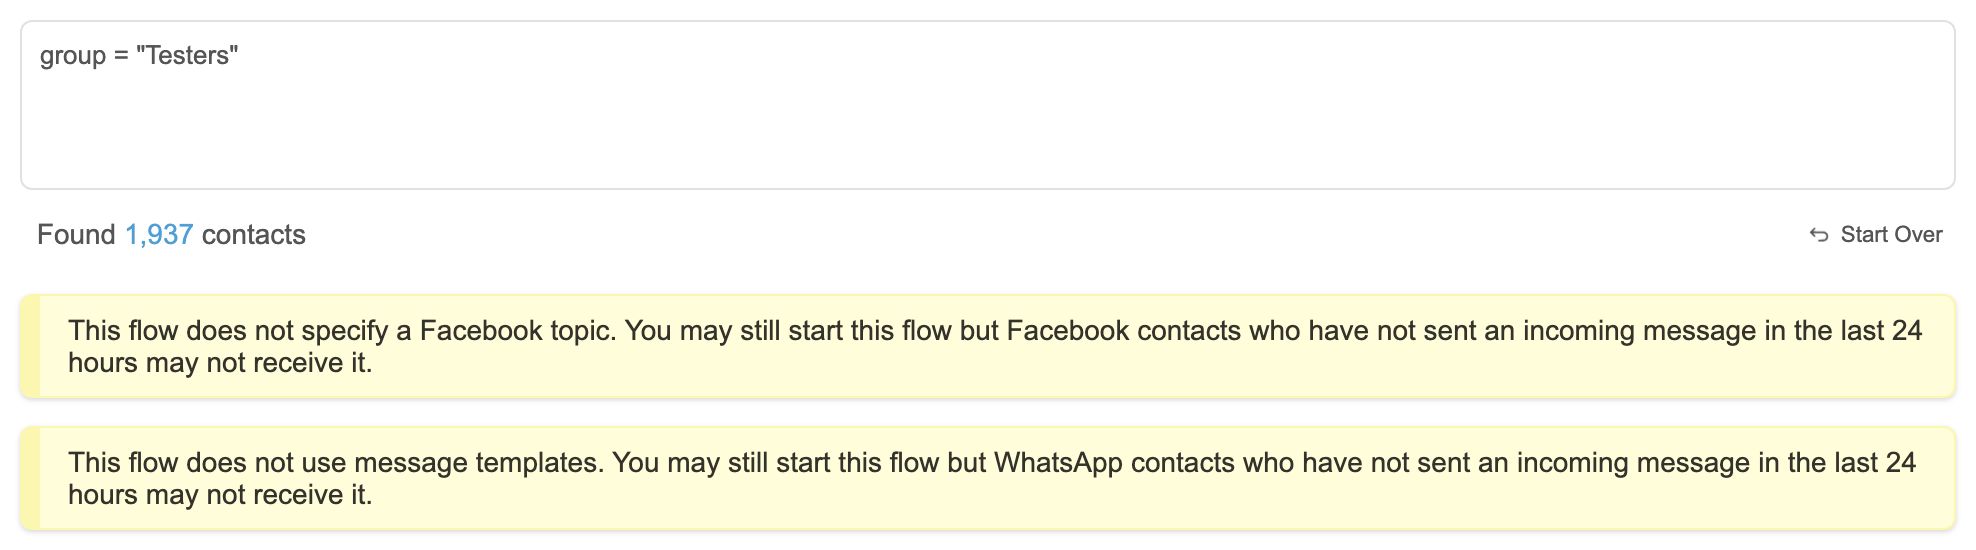 group = "Testers"
Found 1,937 contacts
Start Over
This flow does not specify a Facebook topic. You may still start this flow but Facebook contacts who have not sent an incoming message in the last 24
hours may not receive it.
This flow does not use message templates. You may still start this flow but WhatsApp contacts who have not sent an incoming message in the last 24
hours may not receive it.